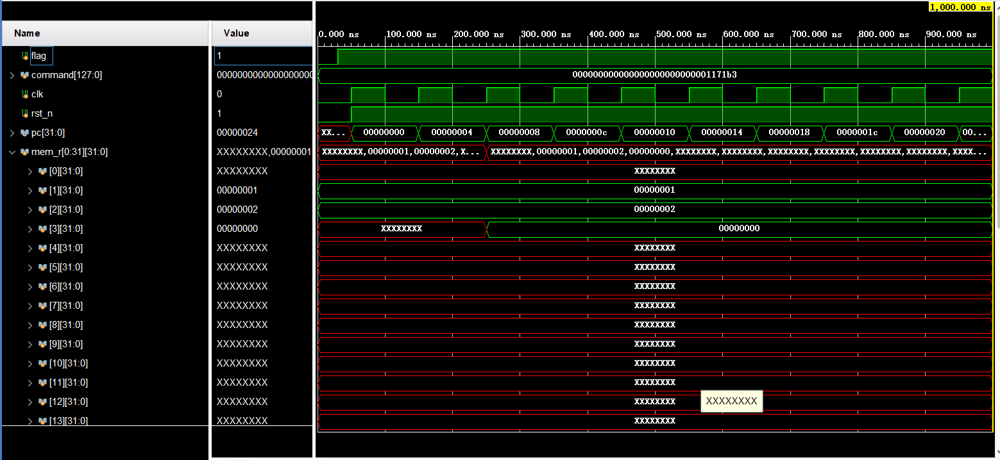 1,000.000 ns
Name Value 0.000 ns 100.000 ns 200.000 ns 300.000 ns 400.000 ns 500.000 ns 600.000 ns 700.000 ns 800.000 ns 900.000 ns
flag 1
command[127:0] 00000000000000000000 000000000000000000000000001171b3
clk 0
rst_n 1
pc[31:0] 00000024 XX... 00000000 00000004 00000008 0000000c 00000010 00000014 00000018 0000001c 00000020 00...
mem_r[0:31][31:0] XXXXXXXX,00000001 XXXXXXXX,00000001,00000002,X... XXXXXXXX,00000001,00000002,00000000,XXXXXXXX,XXXXXXXX,XXXXXXXX,XXXXXXXX,XXXXXXXX,XXXXXXXX,XXXX...
[0][31:0] XXXXXXXX XXXXXXXX
[1][31:0] 00000001 00000001
[2][31:0] 00000002 00000002
[3][31:0] 00000000 XXXXXXXX 00000000
[4][31:0] XXXXXXXX XXXXXXXX
[5][31:0] XXXXXXXX XXXXXXXX
[6][31:0] XXXXXXXX XXXXXXXX
[7][31:0] XXXXXXXX XXXXXXXX
[8][31:0] XXXXXXXX XXXXXXXX
[9][31:0] XXXXXXXX XXXXXXXX
[10][31:0] XXXXXXXX XXXXXXXX
[11][31:0] XXXXXXXX XXXXXXXX
[12][31:0] XXXXXXXX XXXXXXXX XXXXXXXX
[13][31:0] XXXXXXXX XXXXXXXX